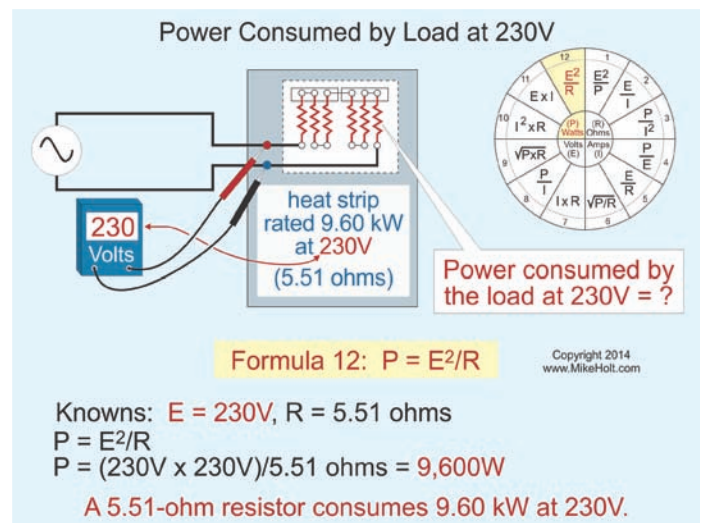 Power Consumed by Load at 230V
12
1
2
3
4
5
6
7
8
9
10
11
E²/R
E²/P
E/I
P/I²
P/E
E/R
√P/R
I x R
P/I
√PxR
I² x R
E x I
(P)
Watts
(R)
Ohms
Volts
(E)
Amps
(I)
230
Volts
heat strip
rated 9.60 kW
at 230V
(5.51 ohms)
Power consumed by
the load at 230V = ?
Formula 12: P = E²/R
Copyright 2014
www.MikeHolt.com
Knowns: E = 230V, R = 5.51 ohms
P = E²/R
P = (230V x 230V)/5.51 ohms = 9,600W
A 5.51-ohm resistor consumes 9.60 kW at 230V.